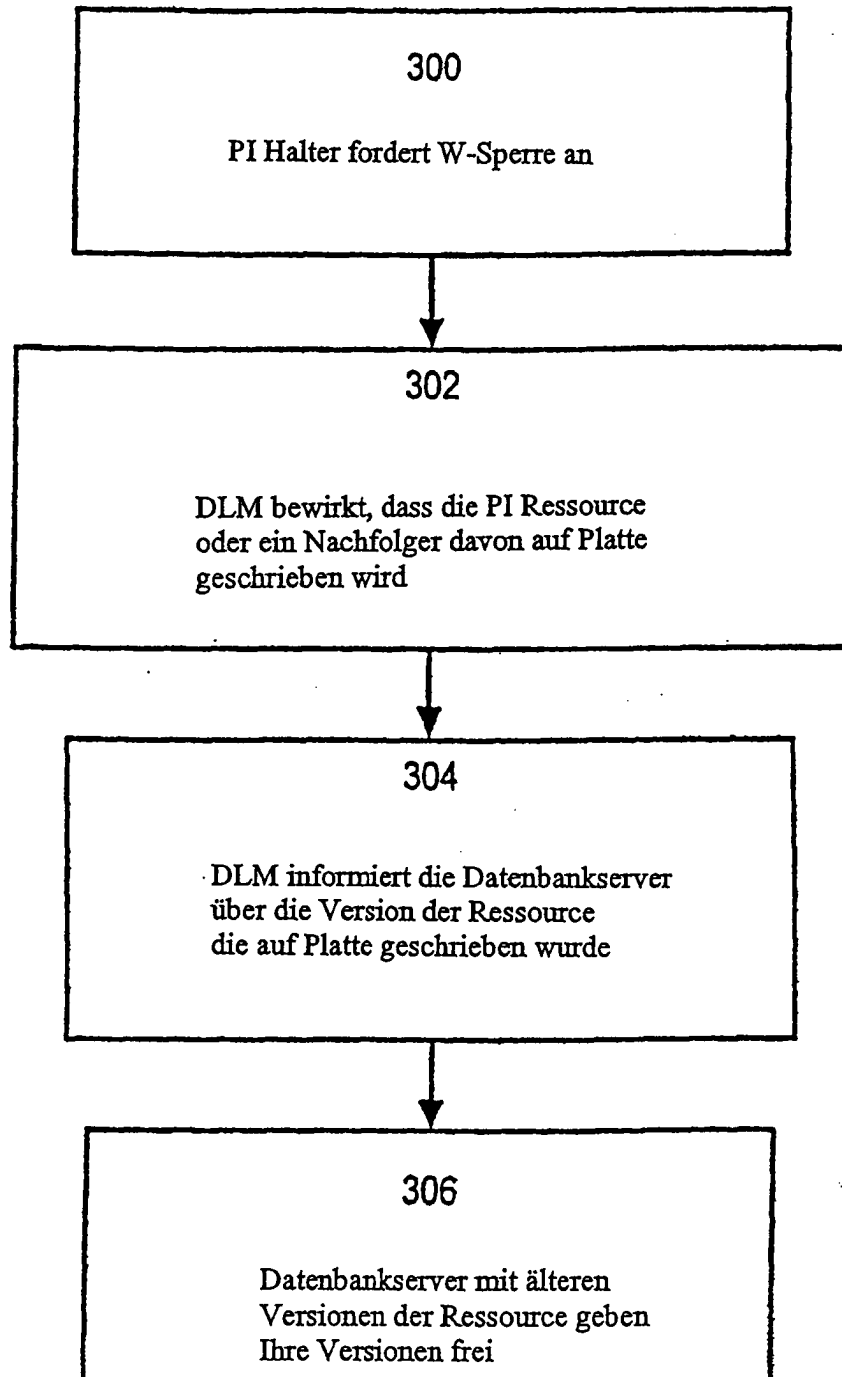 300
PI Halter fordert W-Sperre an
302
DLM bewirkt, dass die PI Ressource
oder ein Nachfolger davon auf Platte
geschrieben wird
304
DLM informiert die Datenbankserver
über die Version der Ressource
die auf Platte geschrieben wurde
306
Datenbankserver mit älteren
Versionen der Ressource geben
Ihre Versionen frei